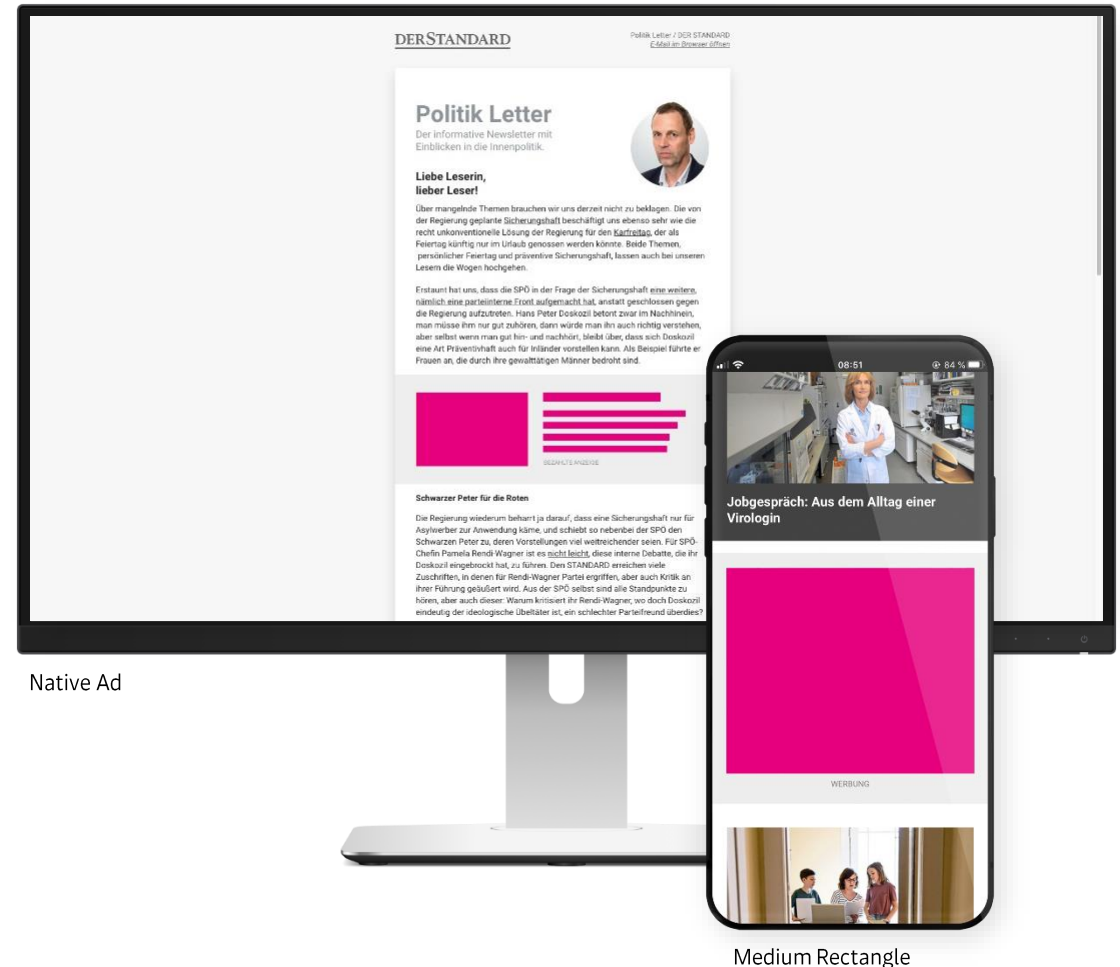 DERSTANDARD
Politik Letter / DER STANDARD
E-Mail im Browser öffnen
Politik Letter
Der informative Newsletter mit
Einblicken in die Innenpolitik.
Liebe Leserin,
lieber Leser!
Über mangelnde Themen brauchen wir uns derzeit nicht zu beklagen. Die von
der Regierung geplante Sicherungshaft beschäftigt uns ebenso sehr wie die
recht unkonventionelle Lösung der Regierung für den Karfreitag, der als
Feiertag künftig nur im Urlaub genossen werden könnte. Beide Themen,
persönlicher Feiertag und präventive Sicherungshaft, lassen auch bei unseren
Lesern die Wogen hochgehen.
Erstaunt hat uns, dass die SPÖ in der Frage der Sicherungshaft eine weitere,
nämlich eine parteiinterne Front aufgemacht hat, anstatt geschlossen gegen
die Regierung aufzutreten. Hans Peter Doskozil betont zwar im Nachhinein,
man müsse ihm nur gut zuhören, dann würde man ihn auch richtig verstehen,
aber selbst wenn man gut hin- und nachhört, bleibt über, dass sich Doskozil
eine Art Präventivhaft auch für Inländer vorstellen kann. Als Beispiel führte er
Frauen an, die durch ihre gewalttätigen Männer bedroht sind.
BEZAHLTE ANZEIGE
Schwarzer Peter für die Roten
Die Regierung wiederum beharrt ja darauf, dass eine Sicherungshaft nur für
Asylwerber zur Anwendung käme, und schiebt so nebenbei der SPÖ den
Schwarzen Peter zu, deren Vorstellungen viel weitreichender seien. Für SPÖ-
Chefin Pamela Rendi-Wagner ist es nicht leicht, diese interne Debatte, die ihr
Doskozil eingebrockt hat, zu führen. Den STANDARD erreichen viele
Zuschriften, in denen für Rendi-Wagner Partei ergriffen, aber auch Kritik an
ihrer Führung geäußert wird. Aus der SPÖ selbst sind alle Standpunkte zu
hören, aber auch dieser: Warum kritisiert ihr Rendi-Wagner, wo doch Doskozil
eindeutig der ideologische Übeltäter ist, ein schlechter Parteifreund überdies?
08:51
84 %
Jobgespräch: Aus dem Alltag einer
Virologin
WERBUNG
Native Ad
Medium Rectangle